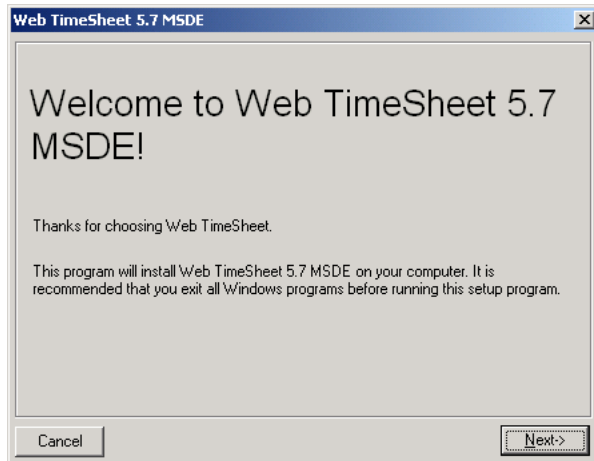 Web TimeSheet 5.7 MSDE
Welcome to Web TimeSheet 5.7
MSDE!
Thanks for choosing Web TimeSheet.
This program will install Web TimeSheet 5.7 MSDE on your computer. It is
recommended that you exit all Windows programs before running this setup program.
Cancel
Next->